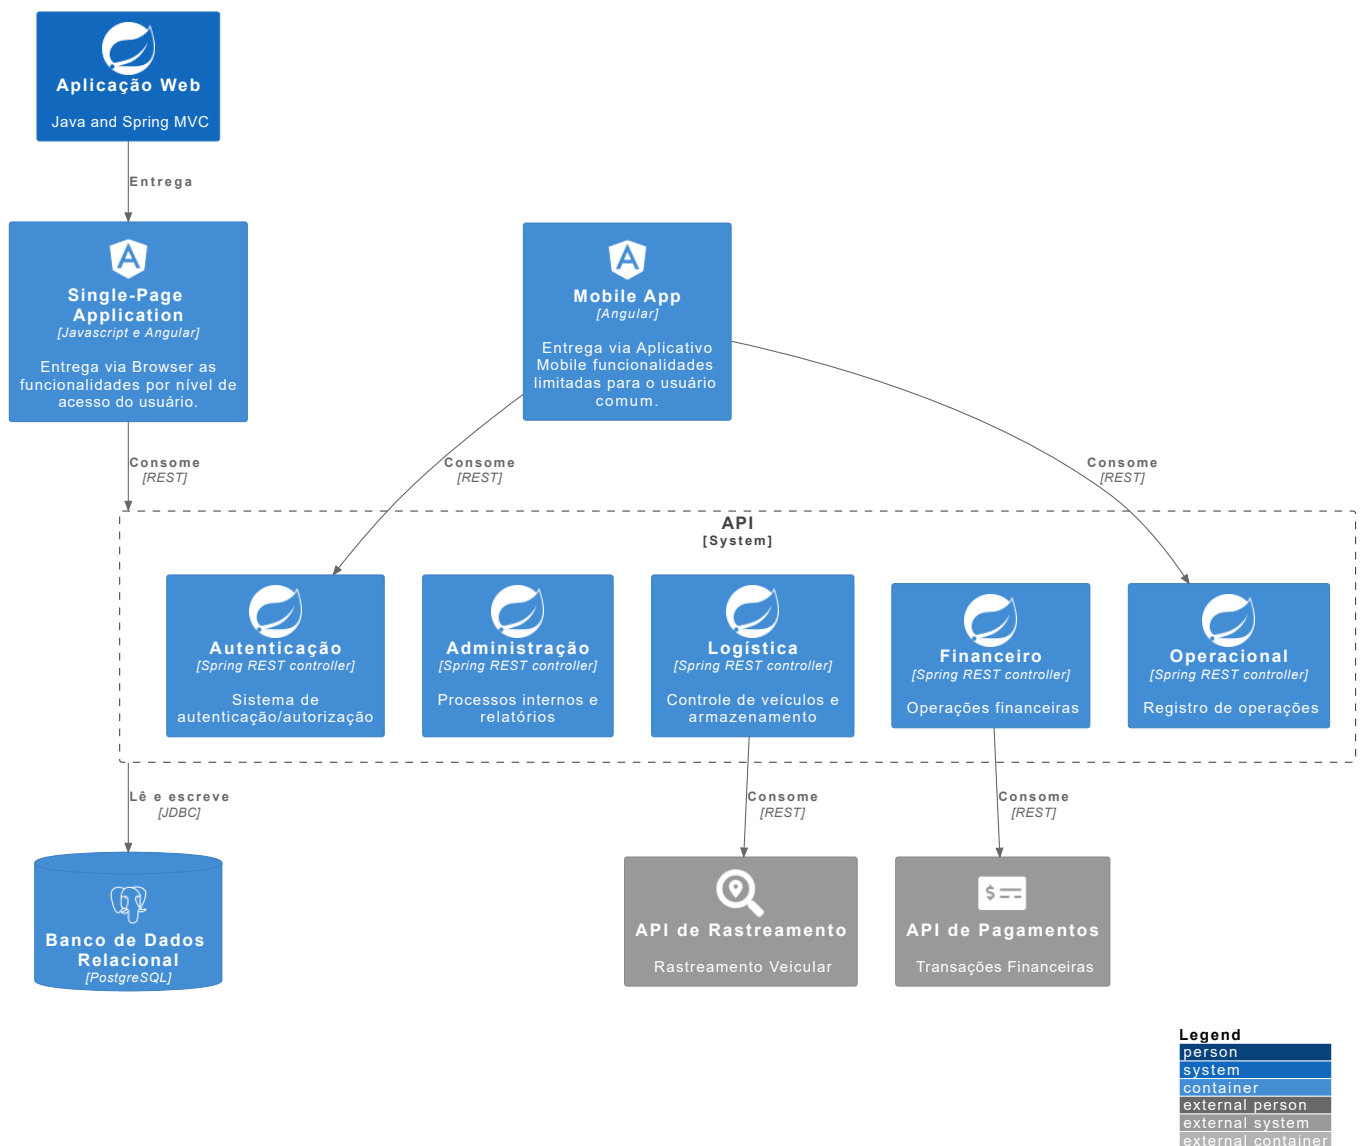 Aplicação Web
Java and Spring MVC
Entrega
Single-Page
Application
[Javascript e Angular]
Entrega via Browser as
funcionalidades por nível de
acesso do usuário.
Mobile App
[Angular]
Entrega via Aplicativo
Mobile funcionalidades
limitadas para o usuário
comum.
Consome
[REST]
Consome
[REST]
Consome
[REST]
API
[System]
Autenticação
[Spring REST controller]
Sistema de
autenticação/autorização
Administração
[Spring REST controller]
Processos internos e
relatórios
Logística
[Spring REST controller]
Controle de veículos e
armazenamento
Financeiro
[Spring REST controller]
Operações financeiras
Operacional
[Spring REST controller]
Registro de operações
Lê e escreve
[JDBC]
Consome
[REST]
Consome
[REST]
Banco de Dados
Relacional
[PostgreSQL]
API de Rastreamento
Rastreamento Veicular
API de Pagamentos
Transações Financeiras
Legend
person
system
container
external person
external system
external container